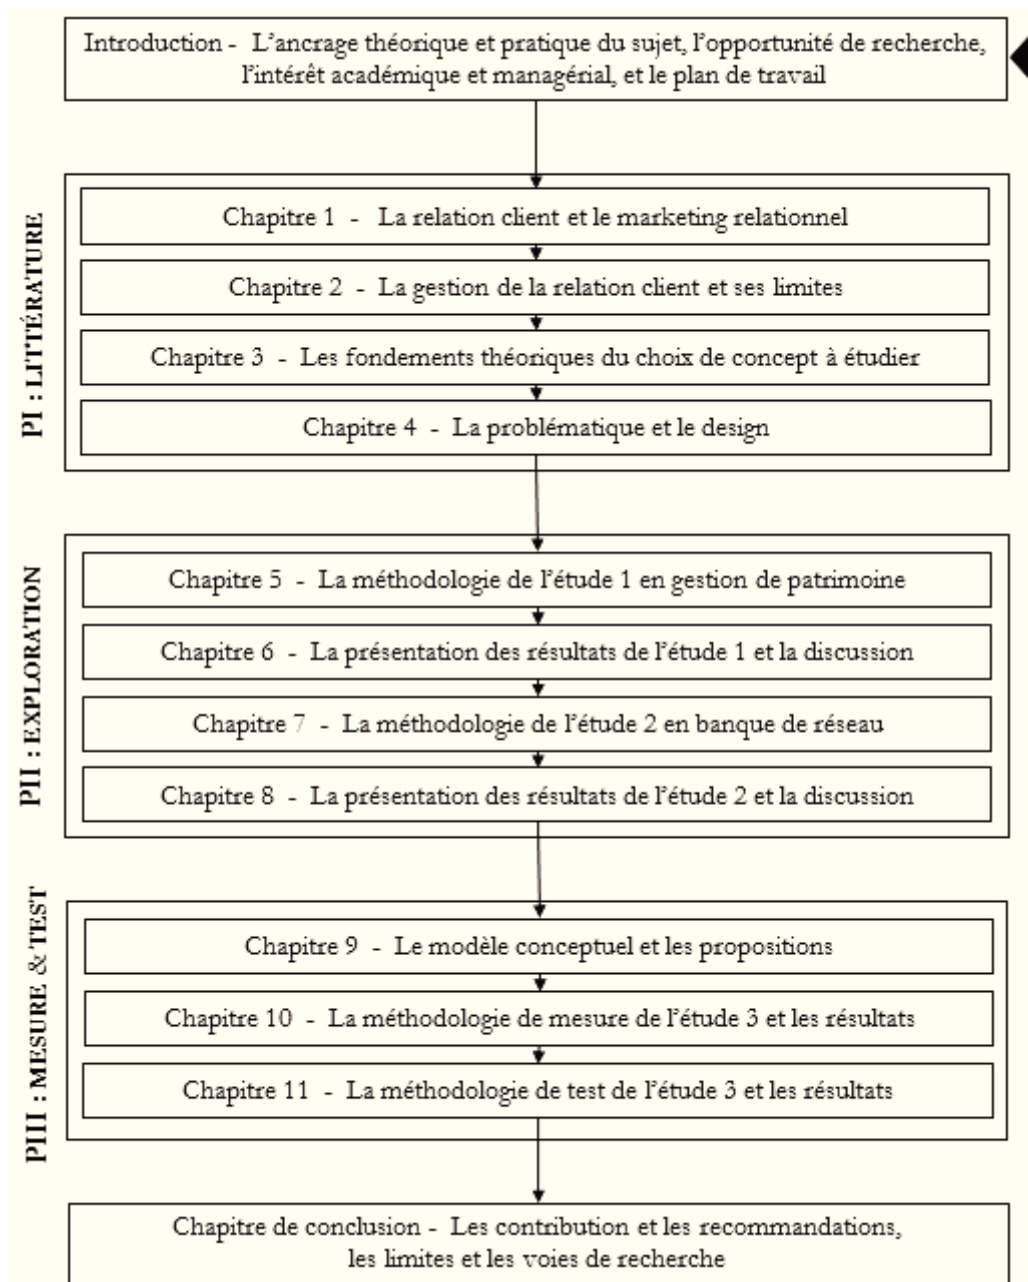 Introduction - L'ancrage théorique et pratique du sujet, l'opportunité de recherche,
l'intérêt académique et managérial, et le plan de travail
PI : LITTÉRATURE
Chapitre 1 - La relation client et le marketing relationnel
Chapitre 2 - La gestion de la relation client et ses limites
Chapitre 3 - Les fondements théoriques du choix de concept à étudier
Chapitre 4 - La problématique et le design
PII : EXPLORATION
Chapitre 5 - La méthodologie de l'étude 1 en gestion de patrimoine
Chapitre 6 - La présentation des résultats de l'étude 1 et la discussion
Chapitre 7 - La méthodologie de l'étude 2 en banque de réseau
Chapitre 8 - La présentation des résultats de l'étude 2 et la discussion
PIII : MESURE & TEST
Chapitre 9 - Le modèle conceptuel et les propositions
Chapitre 10 - La méthodologie de mesure de l'étude 3 et les résultats
Chapitre 11 - La méthodologie de test de l'étude 3 et les résultats
Chapitre de conclusion - Les contribution et les recommandations,
les limites et les voies de recherche